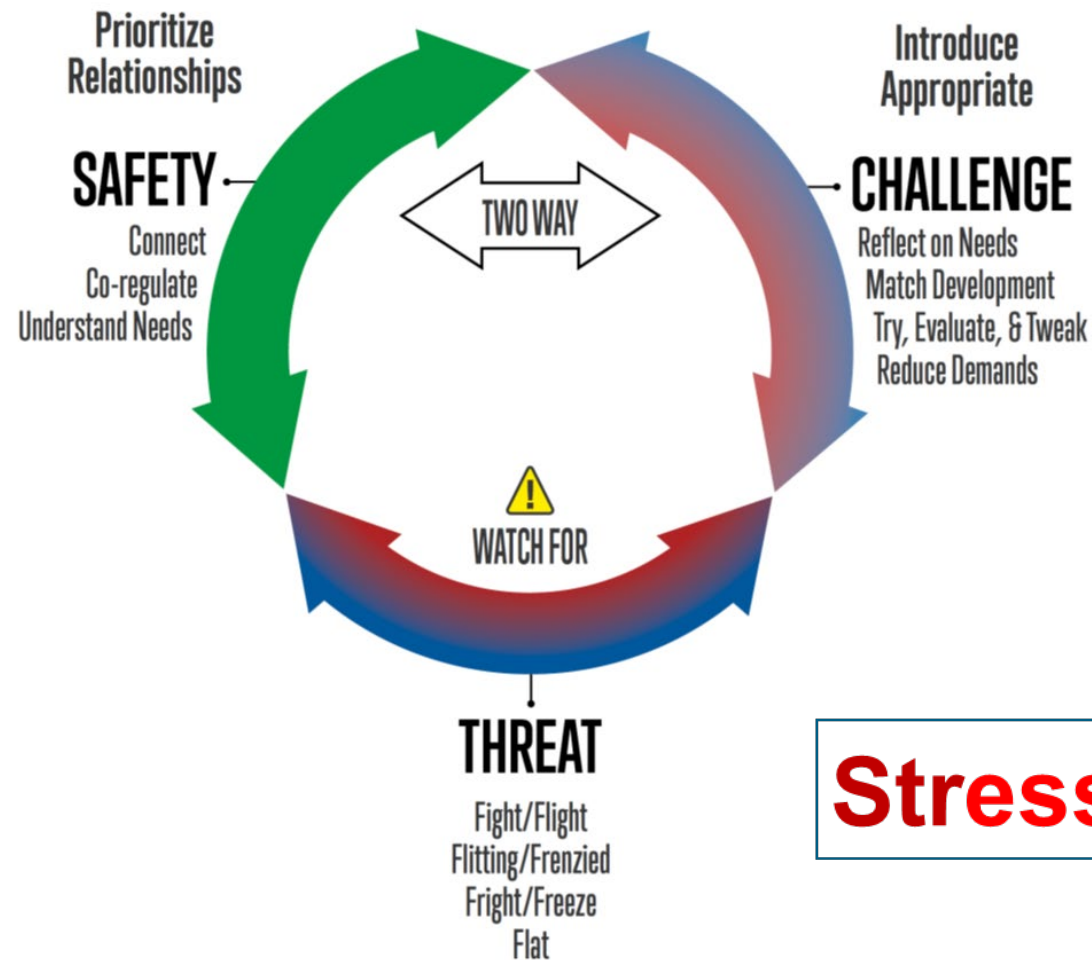 Prioritize
Relationships
SAFETY
Connect
Co-regulate
Understand Needs
Introduce
Appropriate
CHALLENGE
Reflect on Needs
Match Development
Try, Evaluate, & Tweak
Reduce Demands
TWO WAY
!
WATCH FOR
THREAT
Fight/Flight
Flitting/Frenzied
Fright/Freeze
Flat
Stress